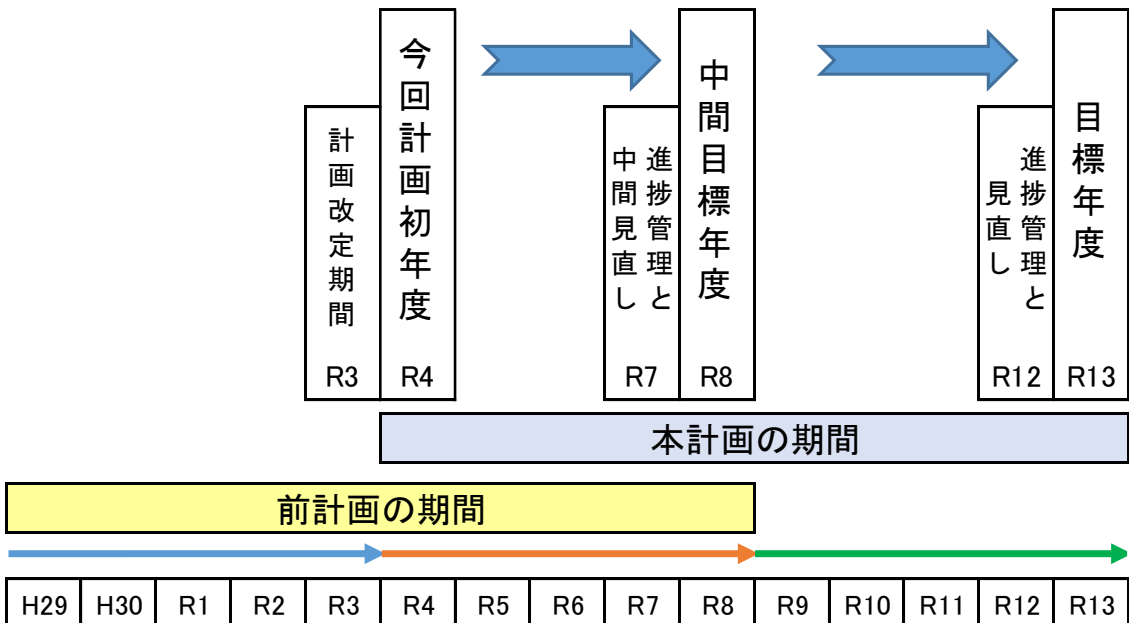 計画改定期間
R3
今回計画初年度
R4
進捗管理と
中間見直し
R7
中間目標年度
R8
進捗管理と
見直し
R12
目標年度
R13
本計画の期間
前計画の期間
H29 H30 R1 R2 R3 R4 R5 R6 R7 R8 R9 R10 R11 R12 R13